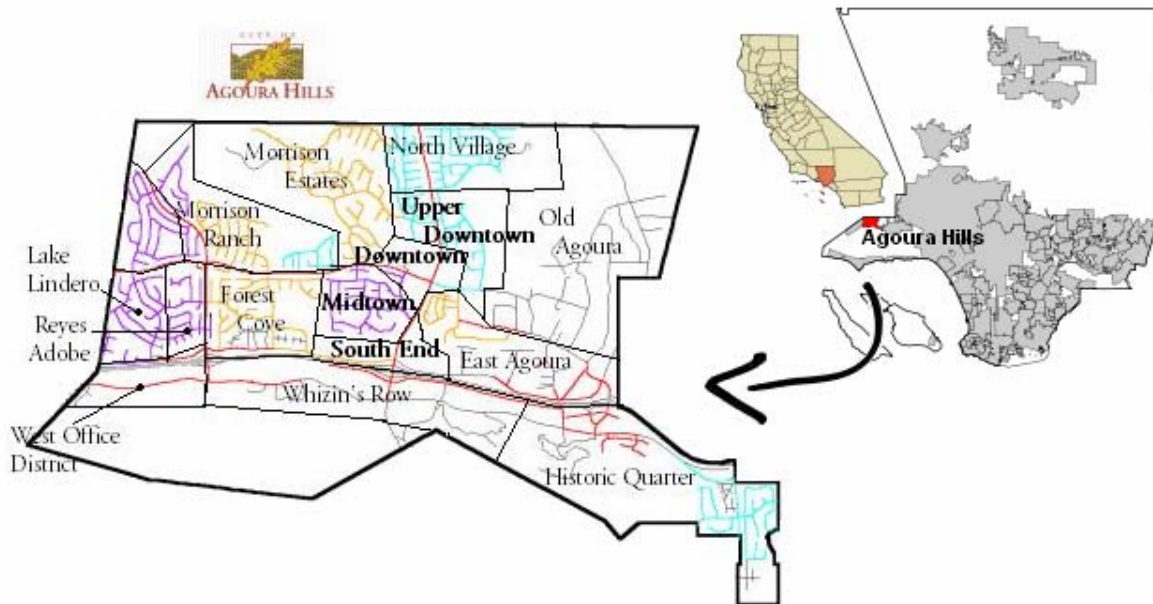 CITY OF
AGOURA HILLS
Morrison
Estates
North Village
Upper
Downtown
Old
Agoura
Morrison
Ranch
Downtown
Lake
Lindero
Forest
Cove
Midtown
Reyes
Adobe
South End
East Agoura
Whizin's Row
West Office
District
Historic Quarter
Agoura Hills